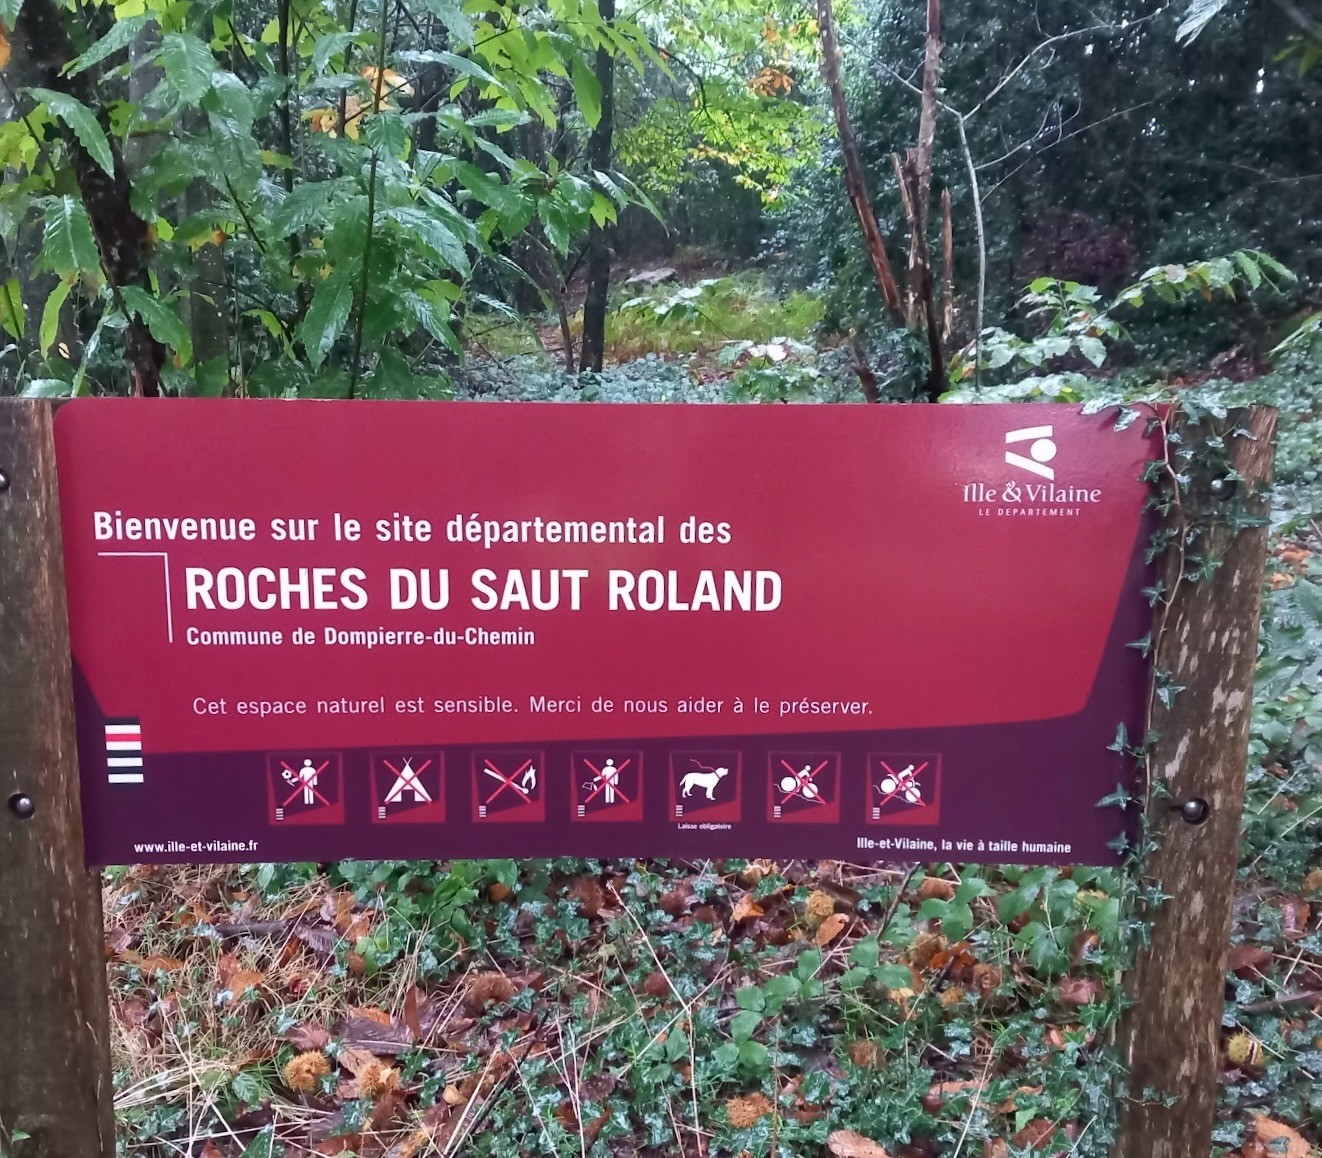 Ille & Vilaine
LE DEPARTEMENT
Bienvenue sur le site départemental des
ROCHES DU SAUT ROLAND
Commune de Dompierre-du-Chemin
Cet espace naturel est sensible. Merci de nous aider à le préserver.
Laisse obligatoire
www.ille-et-vilaine.fr
Ille-et-Vilaine, la vie à taille humaine